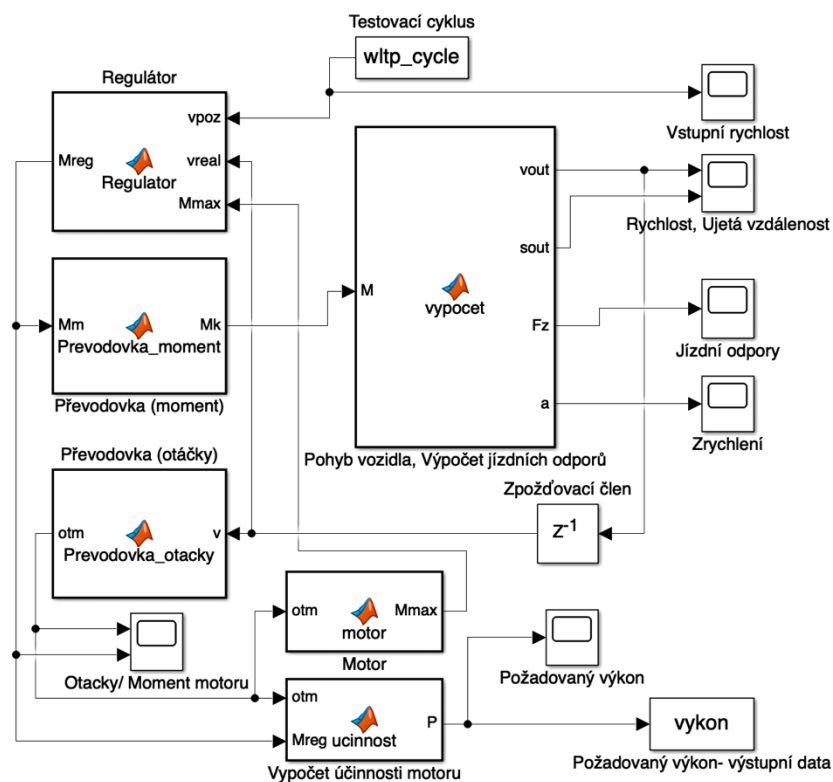 Testovací cyklus
wltp_cycle
Regulátor
vpoz
Mreg
vreal
Regulator
Mmax
Vstupní rychlost
vout
Rychlost, Ujetá vzdálenost
sout
M
vypocet
Fz
Jízdní odpory
a
Zrychlení
Pohyb vozidla, Výpočet jízdních odporů
Mm
Mk
Prevodovka_moment
Převodovka (moment)
Převodovka (otáčky)
otm
v
Prevodovka_otacky
Zpožďovací člen
z-1
otm
Mmax
motor
Motor
Otacky/ Moment motoru
Požadovaný výkon
otm
P
Mreg
ucinnost
Vypočet účinnosti motoru
vykon
Požadovaný výkon- výstupní data